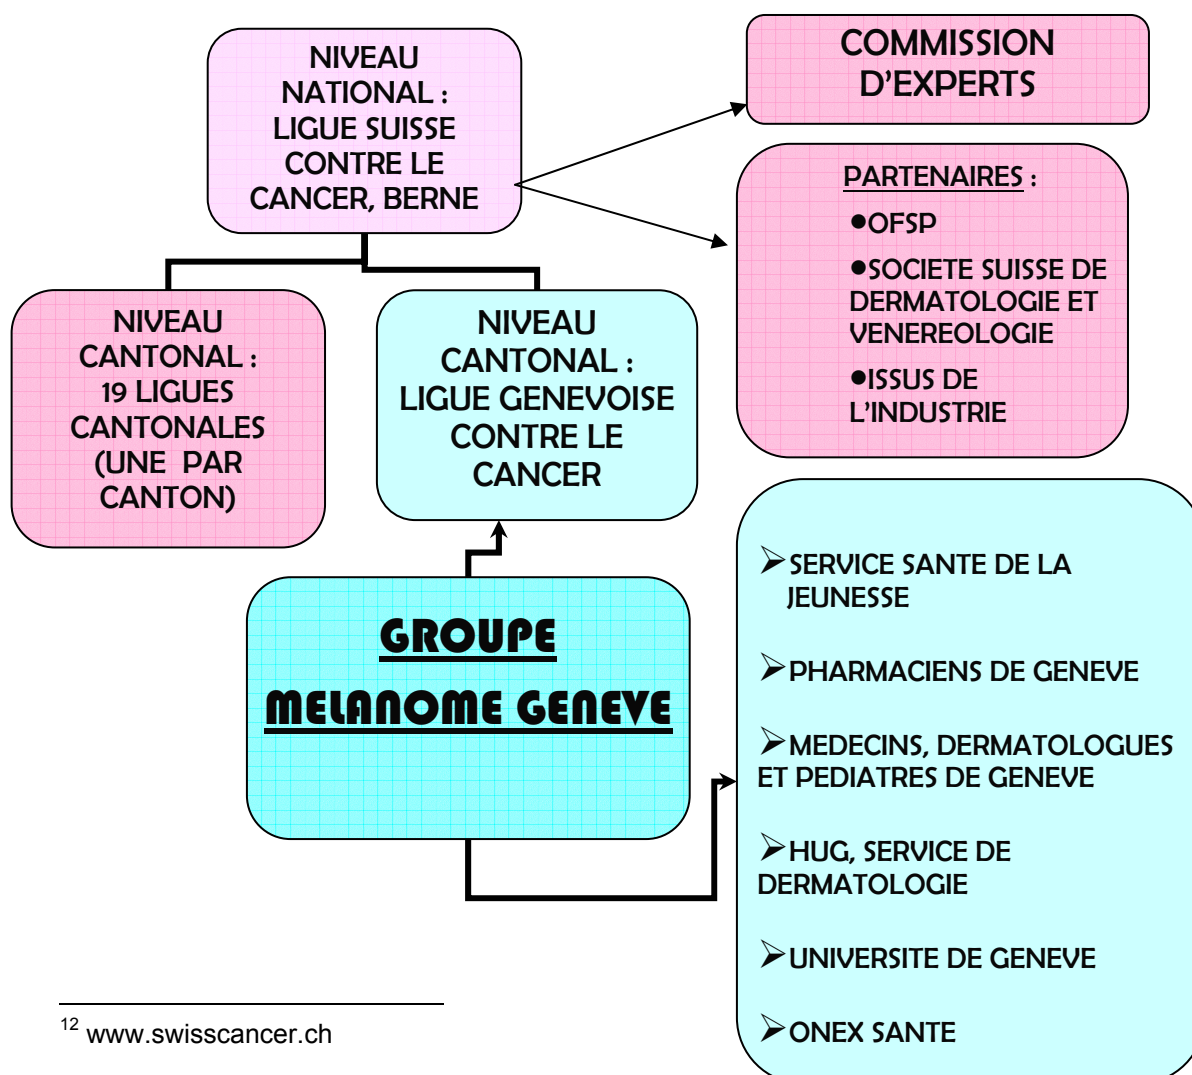 NIVEAU
NATIONAL :
LIGUE SUISSE
CONTRE LE
CANCER, BERNE
COMMISSION
D'EXPERTS
PARTENAIRES :
●OFSP
●SOCIETE SUISSE DE
DERMATOLOGIE ET
VENEREOLOGIE
●ISSUS DE
L'INDUSTRIE
NIVEAU
CANTONAL :
19 LIGUES
CANTONALES
(UNE PAR
CANTON)
NIVEAU
CANTONAL :
LIGUE GENEVOISE
CONTRE LE
CANCER
GROUPE
MELANOME GENEVE
➢SERVICE SANTE DE LA
JEUNESSE
➢PHARMACIENS DE GENEVE
➢MEDECINS, DERMATOLOGUES
ET PEDIATRES DE GENEVE
➢HUG, SERVICE DE
DERMATOLOGIE
➢UNIVERSITE DE GENEVE
➢ONEX SANTE
12 www.swisscancer.ch